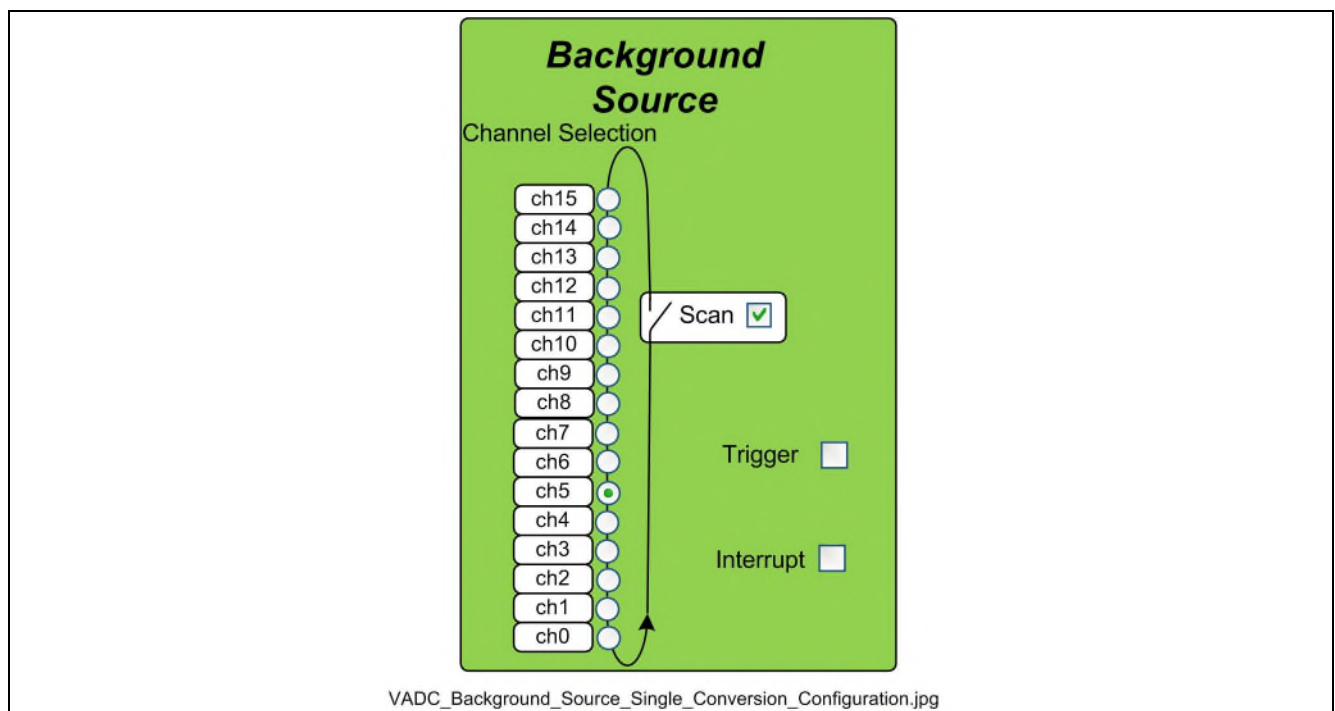 Background
Source
Channel Selection
ch15
ch14
ch13
ch12
ch11
Scan
ch10
ch9
ch8
ch7
ch6
Trigger
ch5
ch4
ch3
Interrupt
ch2
ch1
ch0
VADC_Background_Source_Single_Conversion_Configuration.jpg